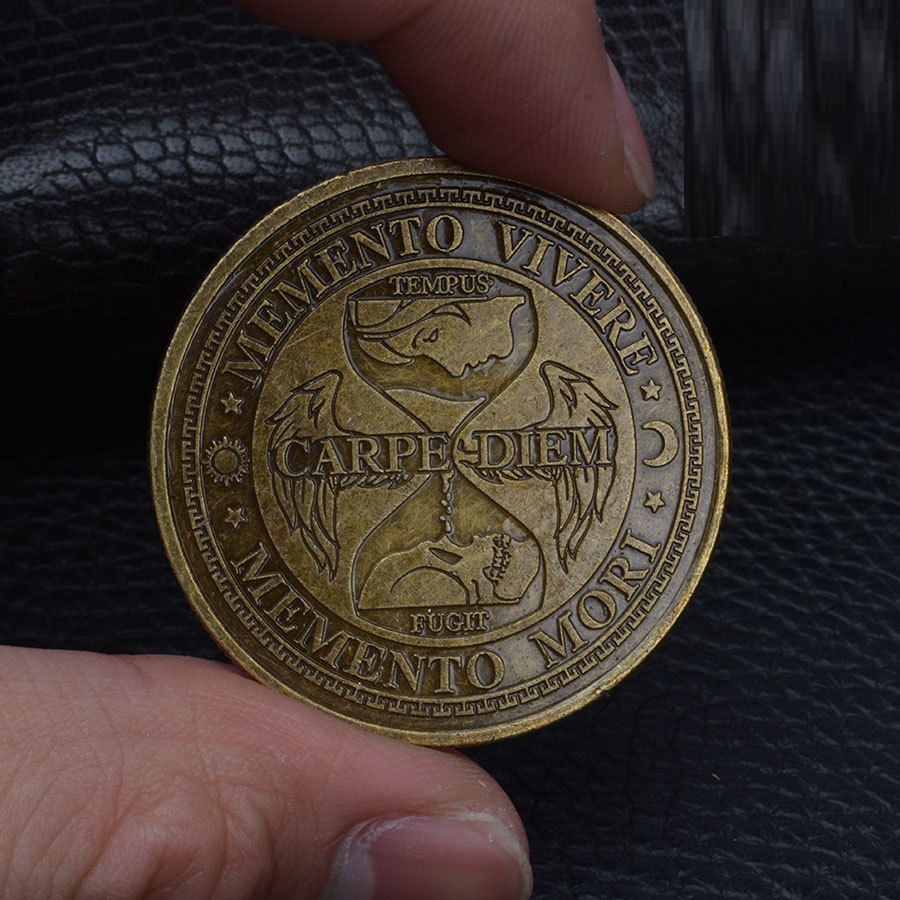 MEMENTO VIVERE
TEMPUS
CARPE DIEM
FUGIT
MEMENTO MORI